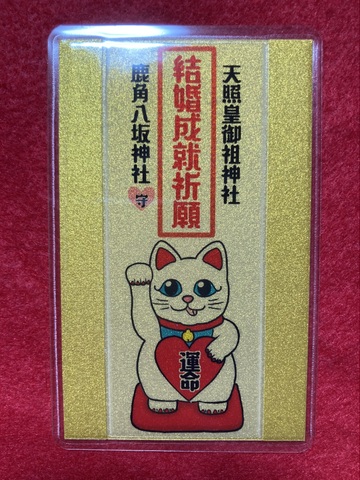 天照皇御祖神社
結婚成就祈願
鹿角八坂神社
守
運命